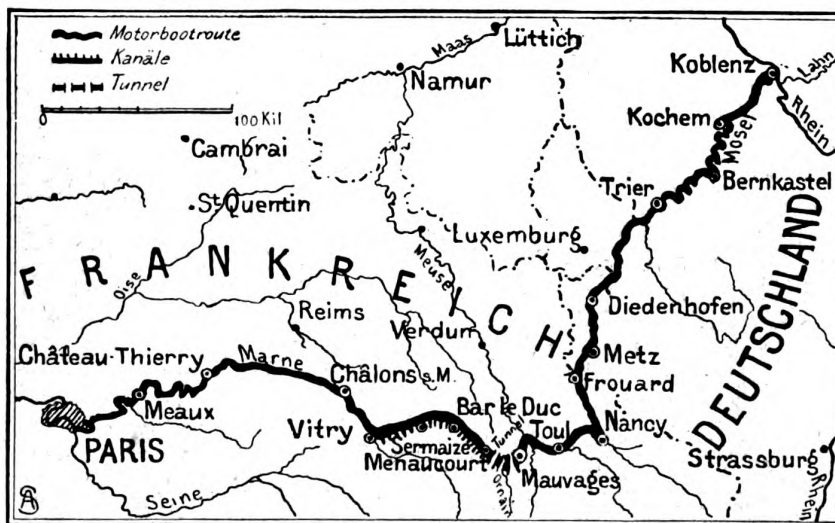 Motorbootroute
Kanäle
Tunnel
100 Kil
Maas
Lüttich
Namur
Koblenz
Lahn
Rhein
Kochem
Mosel
Cambrai
St Quentin
Trier
Bernkastel
Luxemburg
DEUTSCHLAND
FRANKREICH
Oise
Meuse
Reims
Verdun
Diedenhofen
Château-Thierry
Marne
Metz
Châlons s.M.
Frouard
Meaux
Bar le Duc
Nancy
PARIS
Vitry
Sermaize
Tunnel
Toul
Menaucourt
Ornain
Mauvages
Strassburg
Seine
Rhein